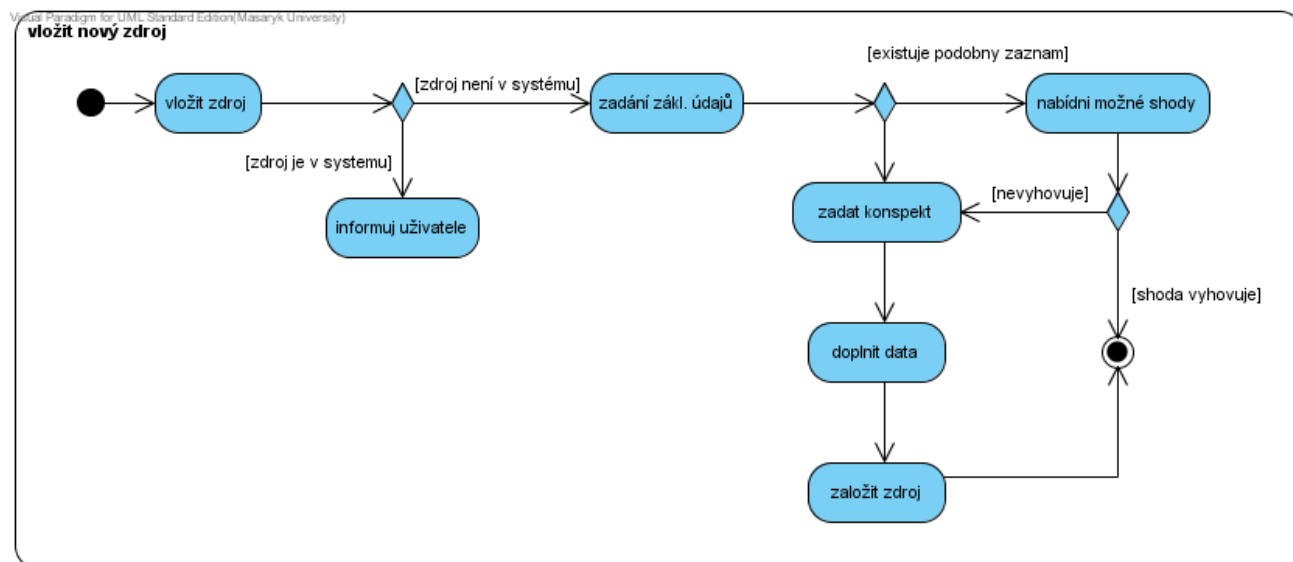 Visual Paradigm for UML Standard Edition(Masaryk University)
vložit nový zdroj
[existuje podobny zaznam]
vložit zdroj
[zdroj není v systému]
zadání zákl. údajů
nabídni možné shody
[zdroj je v systemu]
informuj uživatele
zadat konspekt
[nevyhovuje]
[shoda vyhovuje]
doplnit data
založit zdroj